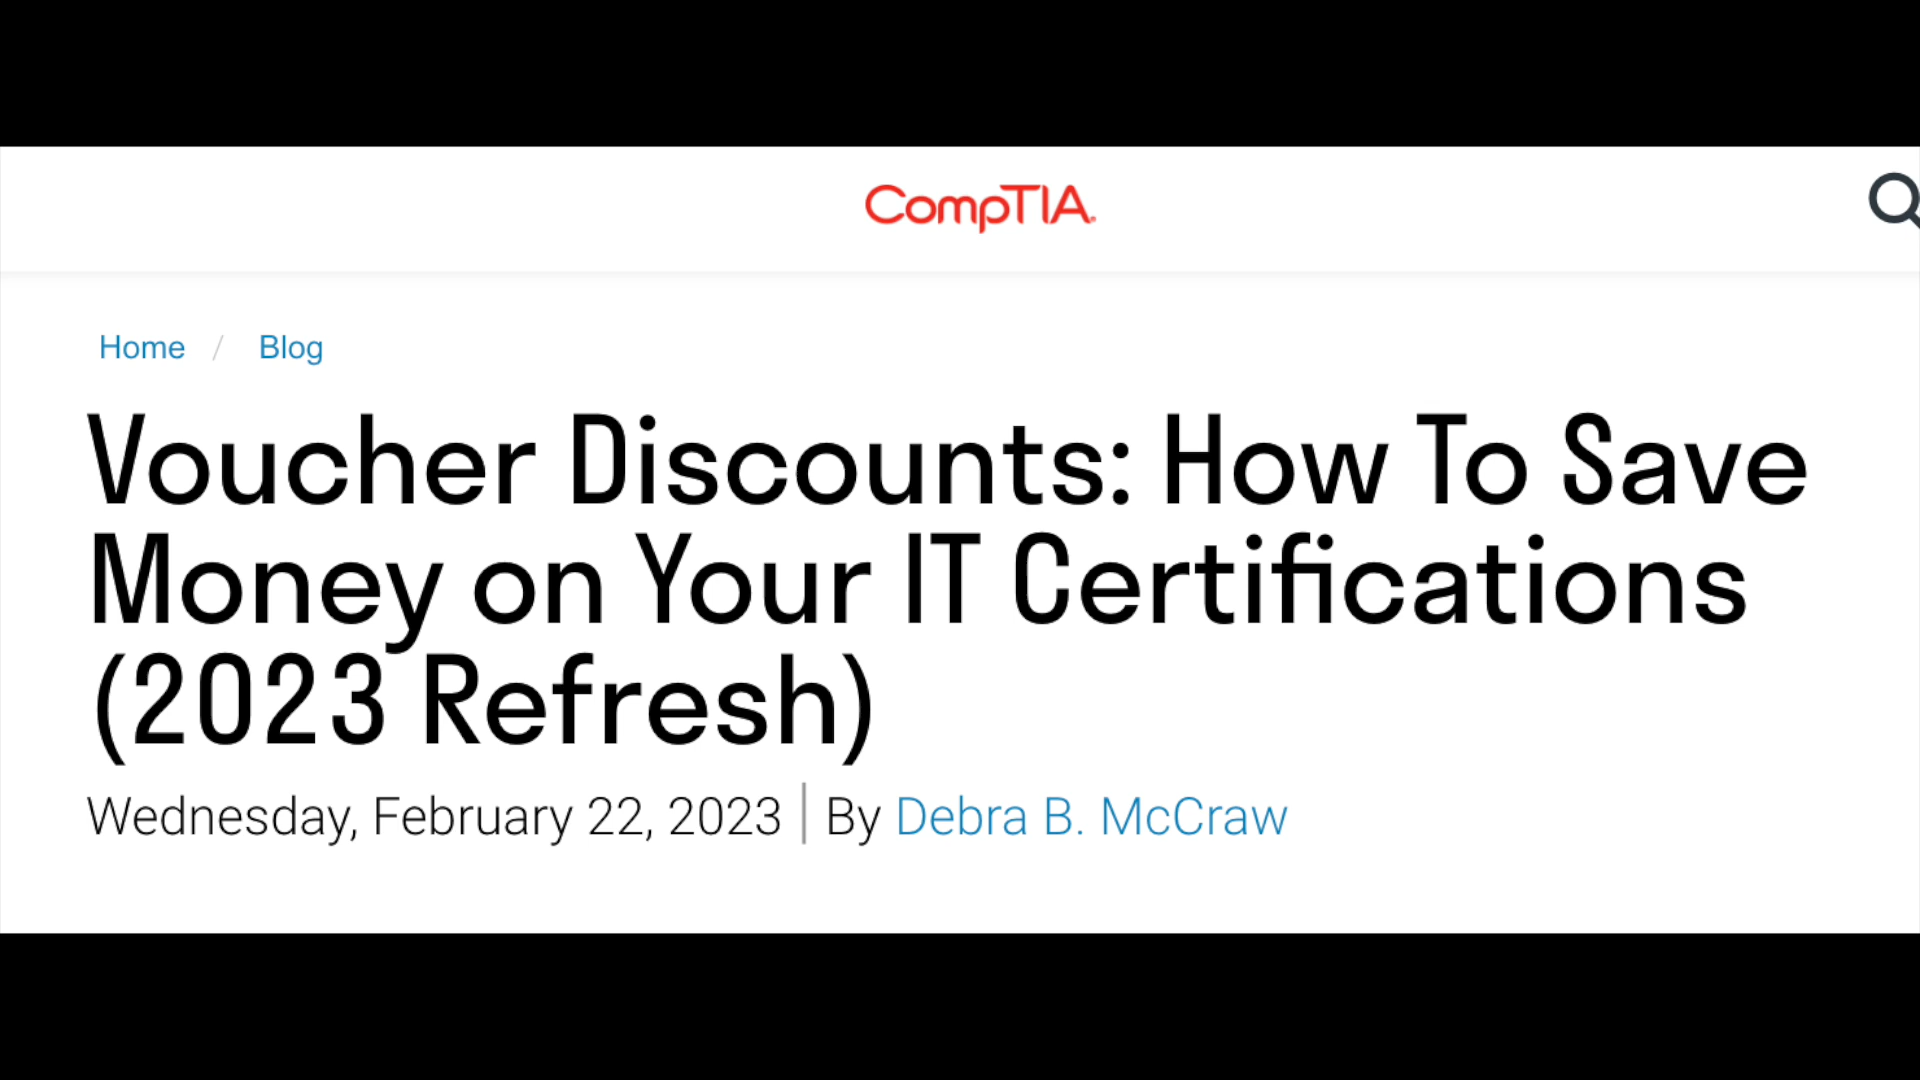 CompTIA.
Home / Blog
Voucher Discounts: How To Save
Money on Your IT Certifications
(2023 Refresh)
Wednesday, February 22, 2023 | By Debra B. McCraw